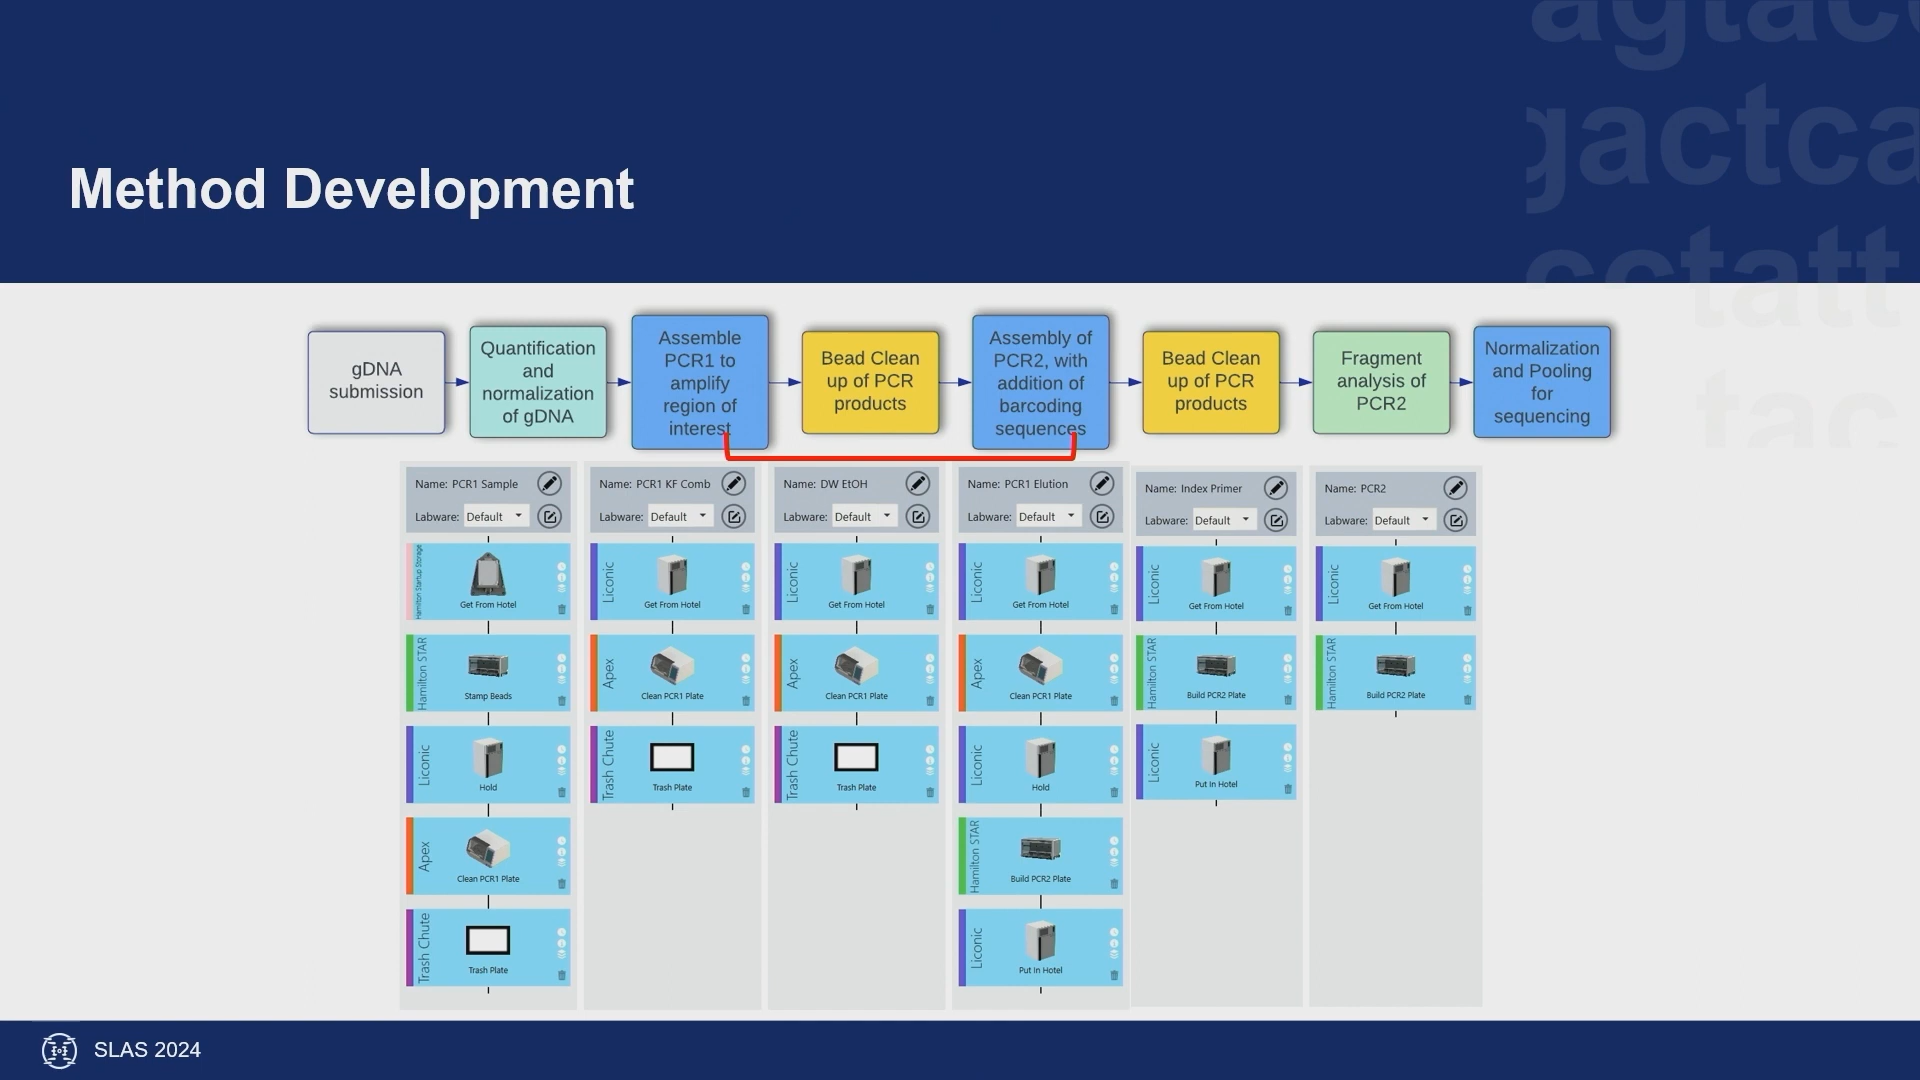 agtacc
gactca
cctatt
tac
Method Development
gDNA
submission
Quantification
and
normalization
of gDNA
Assemble
PCR1 to
amplify
region of
interest
Bead Clean
up of PCR
products
Assembly of
PCR2, with
addition of
barcoding
sequences
Bead Clean
up of PCR
products
Fragment
analysis of
PCR2
Normalization
and Pooling
for
sequencing
Name: PCR1 Sample
Labware: Default
Hamilton Startup Storage
Get From Hotel
Hamilton STAR
Stamp Beads
Liconic
Hold
Apex
Clean PCR1 Plate
Trash Chute
Trash Plate
Name: PCR1 KF Comb
Labware: Default
Liconic
Get From Hotel
Apex
Clean PCR1 Plate
Trash Chute
Trash Plate
Name: DW EtOH
Labware: Default
Liconic
Get From Hotel
Apex
Clean PCR1 Plate
Trash Chute
Trash Plate
Name: PCR1 Elution
Labware: Default
Liconic
Get From Hotel
Apex
Clean PCR1 Plate
Liconic
Hold
Hamilton STAR
Build PCR2 Plate
Liconic
Put In Hotel
Name: Index Primer
Labware: Default
Liconic
Get From Hotel
Hamilton STAR
Build PCR2 Plate
Liconic
Put In Hotel
Name: PCR2
Labware: Default
Liconic
Get From Hotel
Hamilton STAR
Build PCR2 Plate
SLAS 2024